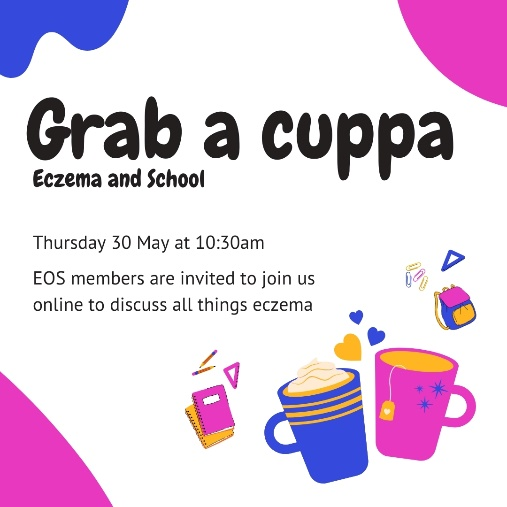 Grab a cuppa
Eczema and School
Thursday 30 May at 10:30am
EOS members are invited to join us
online to discuss all things eczema